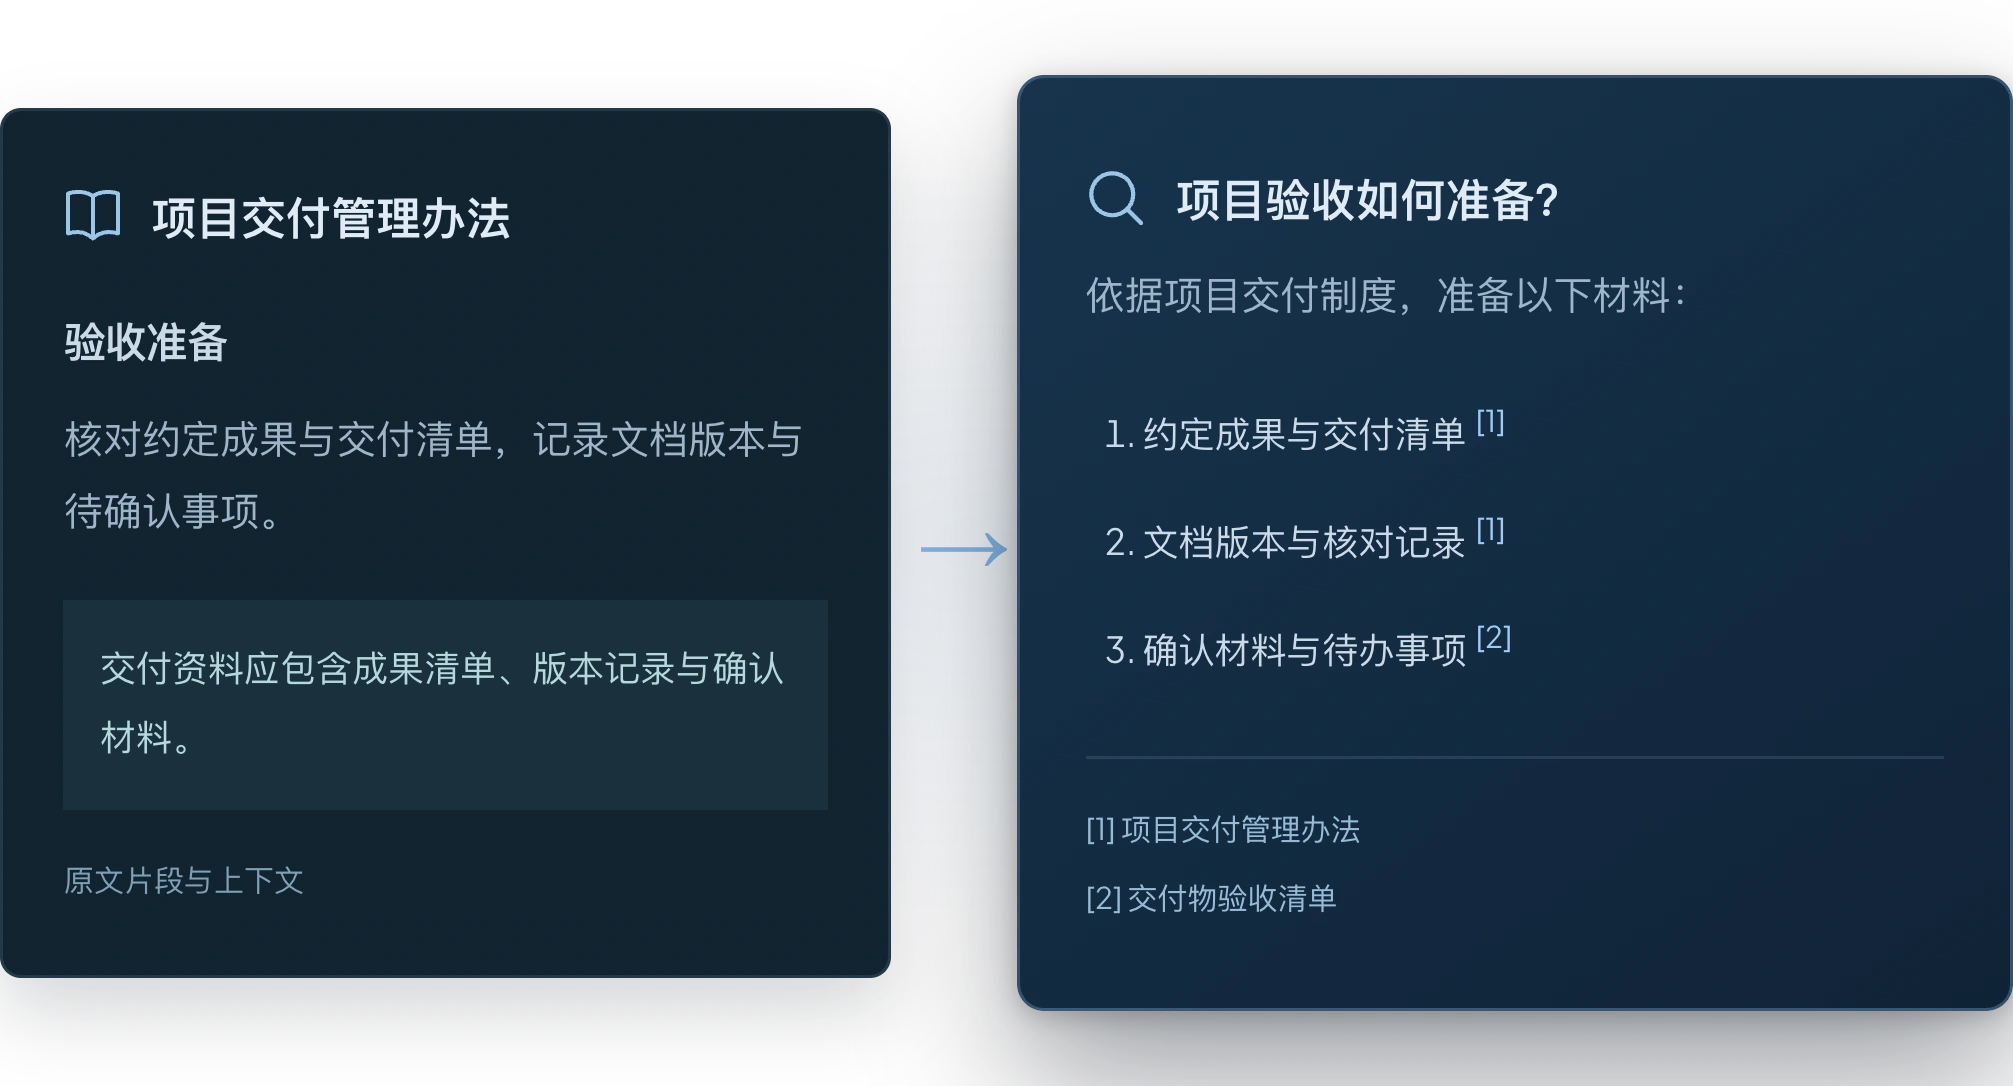 项目交付管理办法
验收准备
核对约定成果与交付清单，记录文档版本与
待确认事项。
交付资料应包含成果清单、版本记录与确认
材料。
原文片段与上下文
项目验收如何准备？
依据项目交付制度，准备以下材料：
1. 约定成果与交付清单 [1]
2. 文档版本与核对记录 [1]
3. 确认材料与待办事项 [2]
[1] 项目交付管理办法
[2] 交付物验收清单